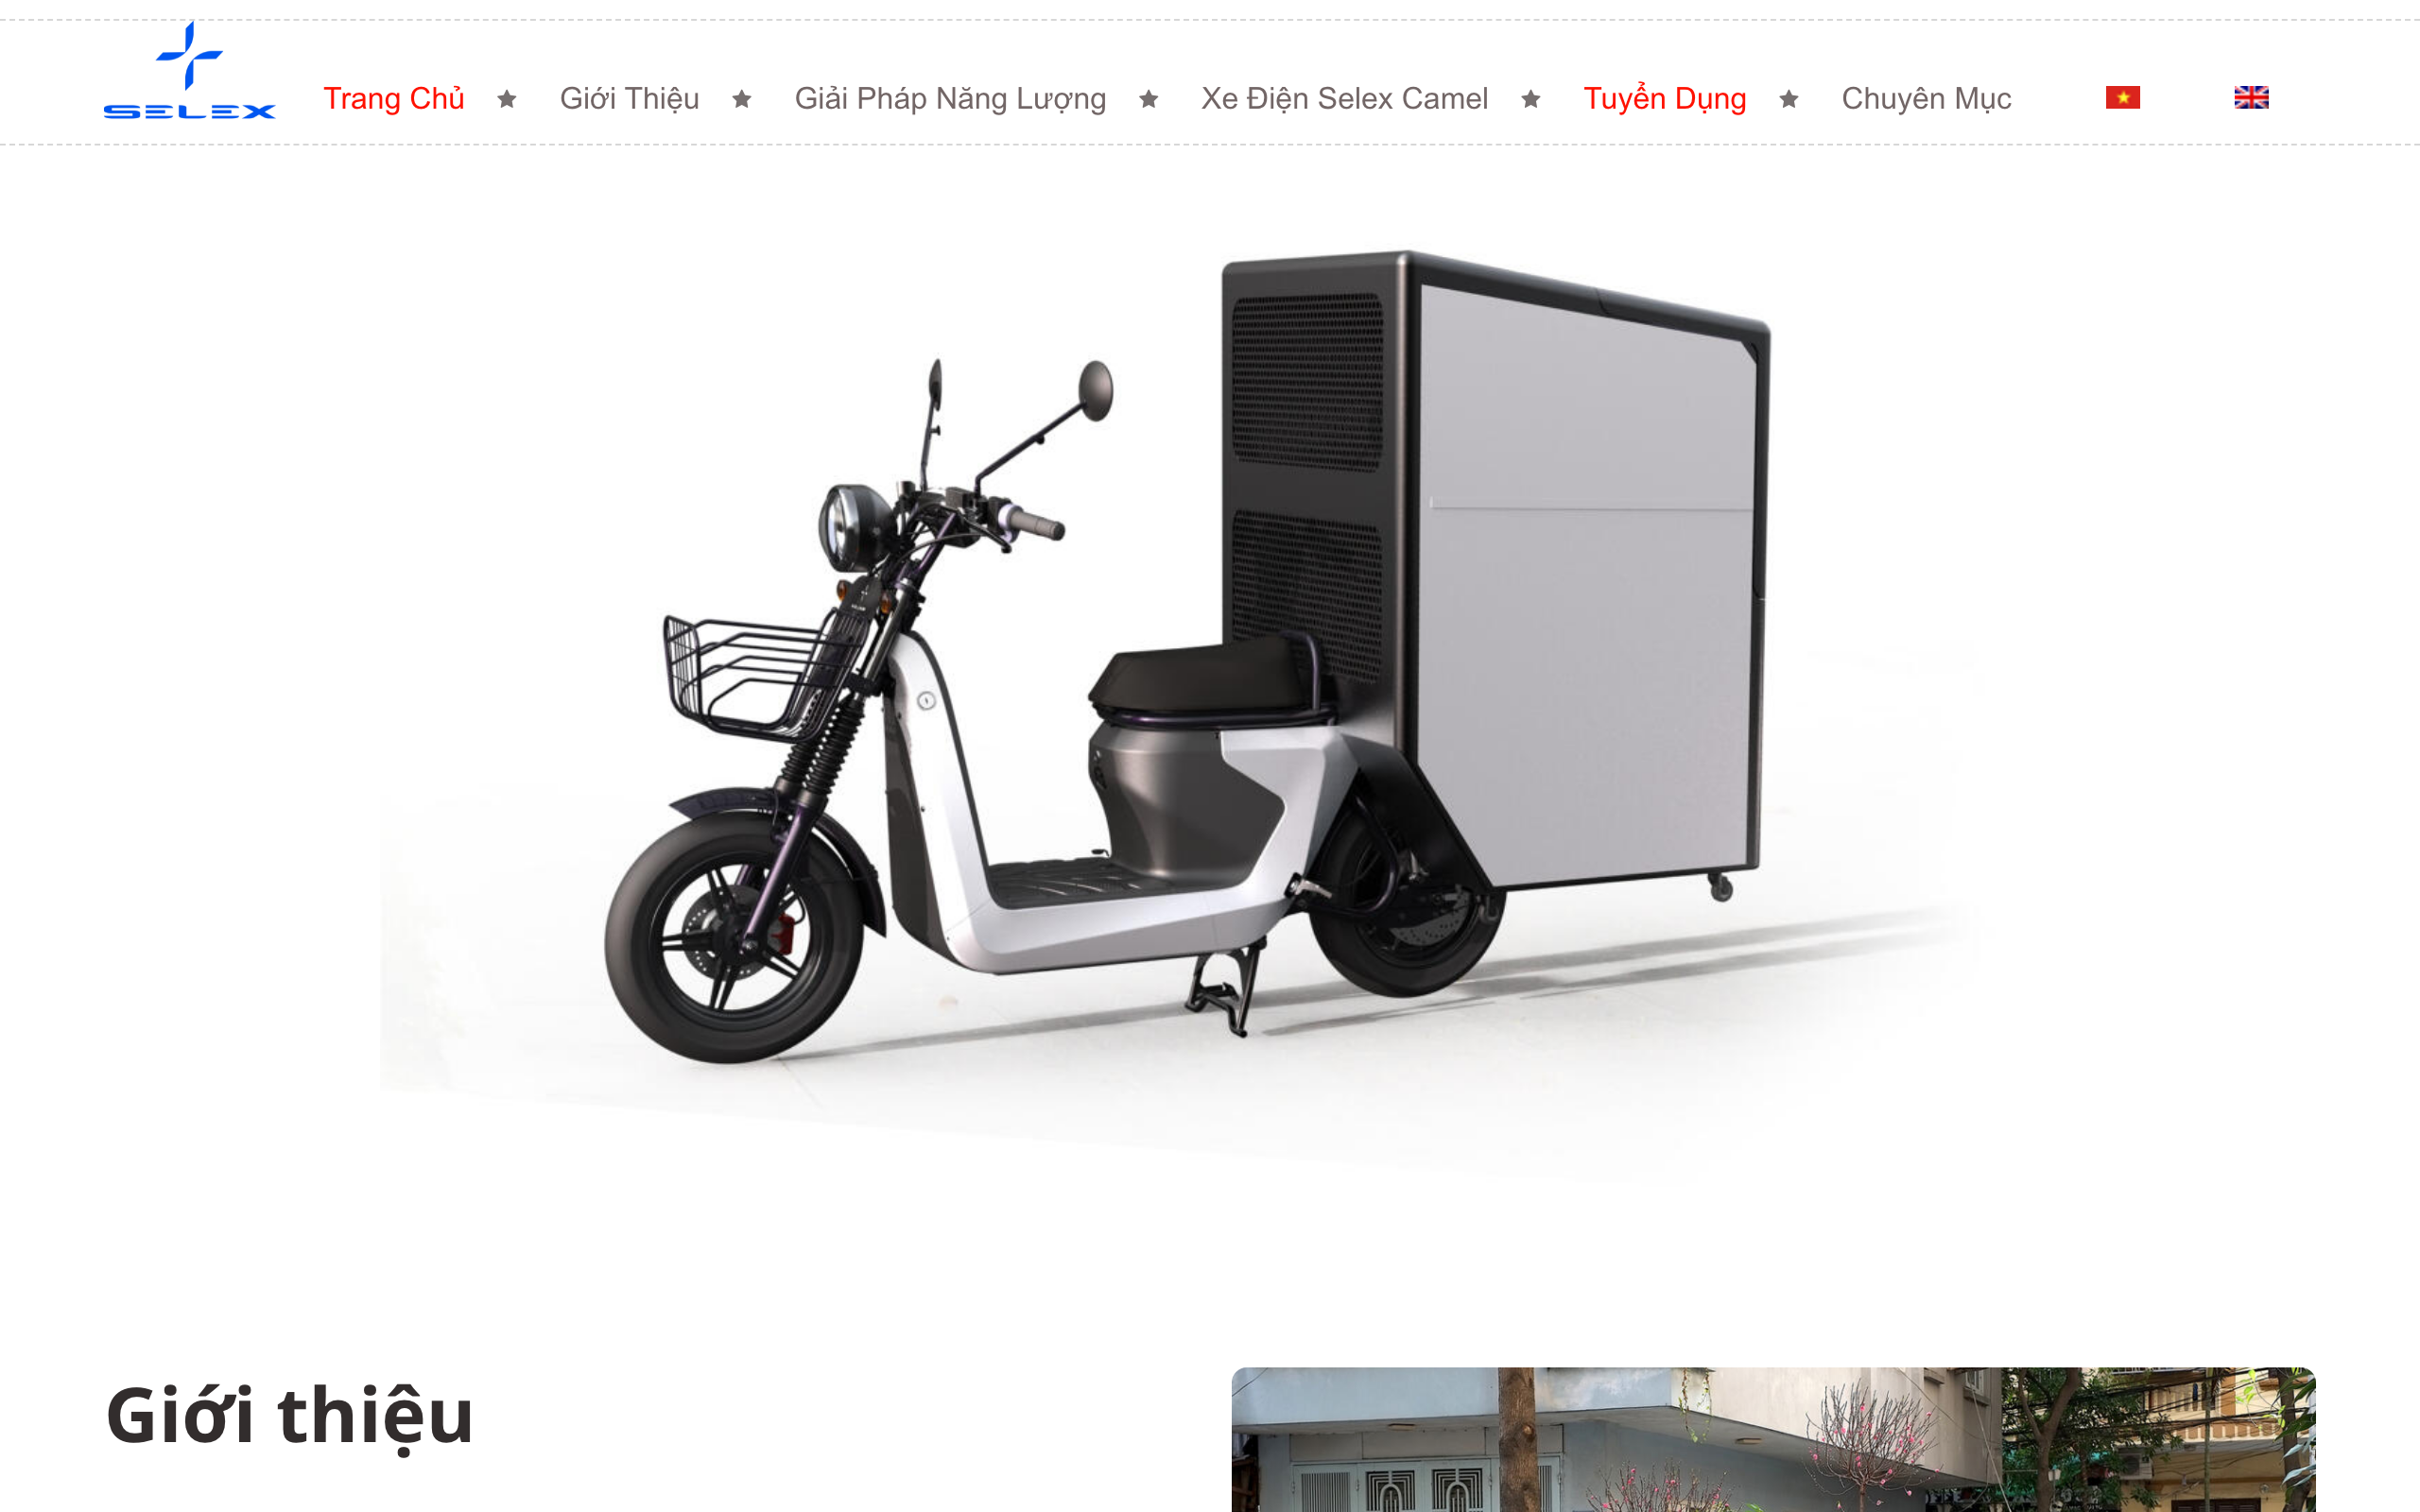 SELEX
Trang Chủ ★ Giới Thiệu ★ Giải Pháp Năng Lượng ★ Xe Điện Selex Camel ★ Tuyển Dụng ★ Chuyên Mục
Giới thiệu